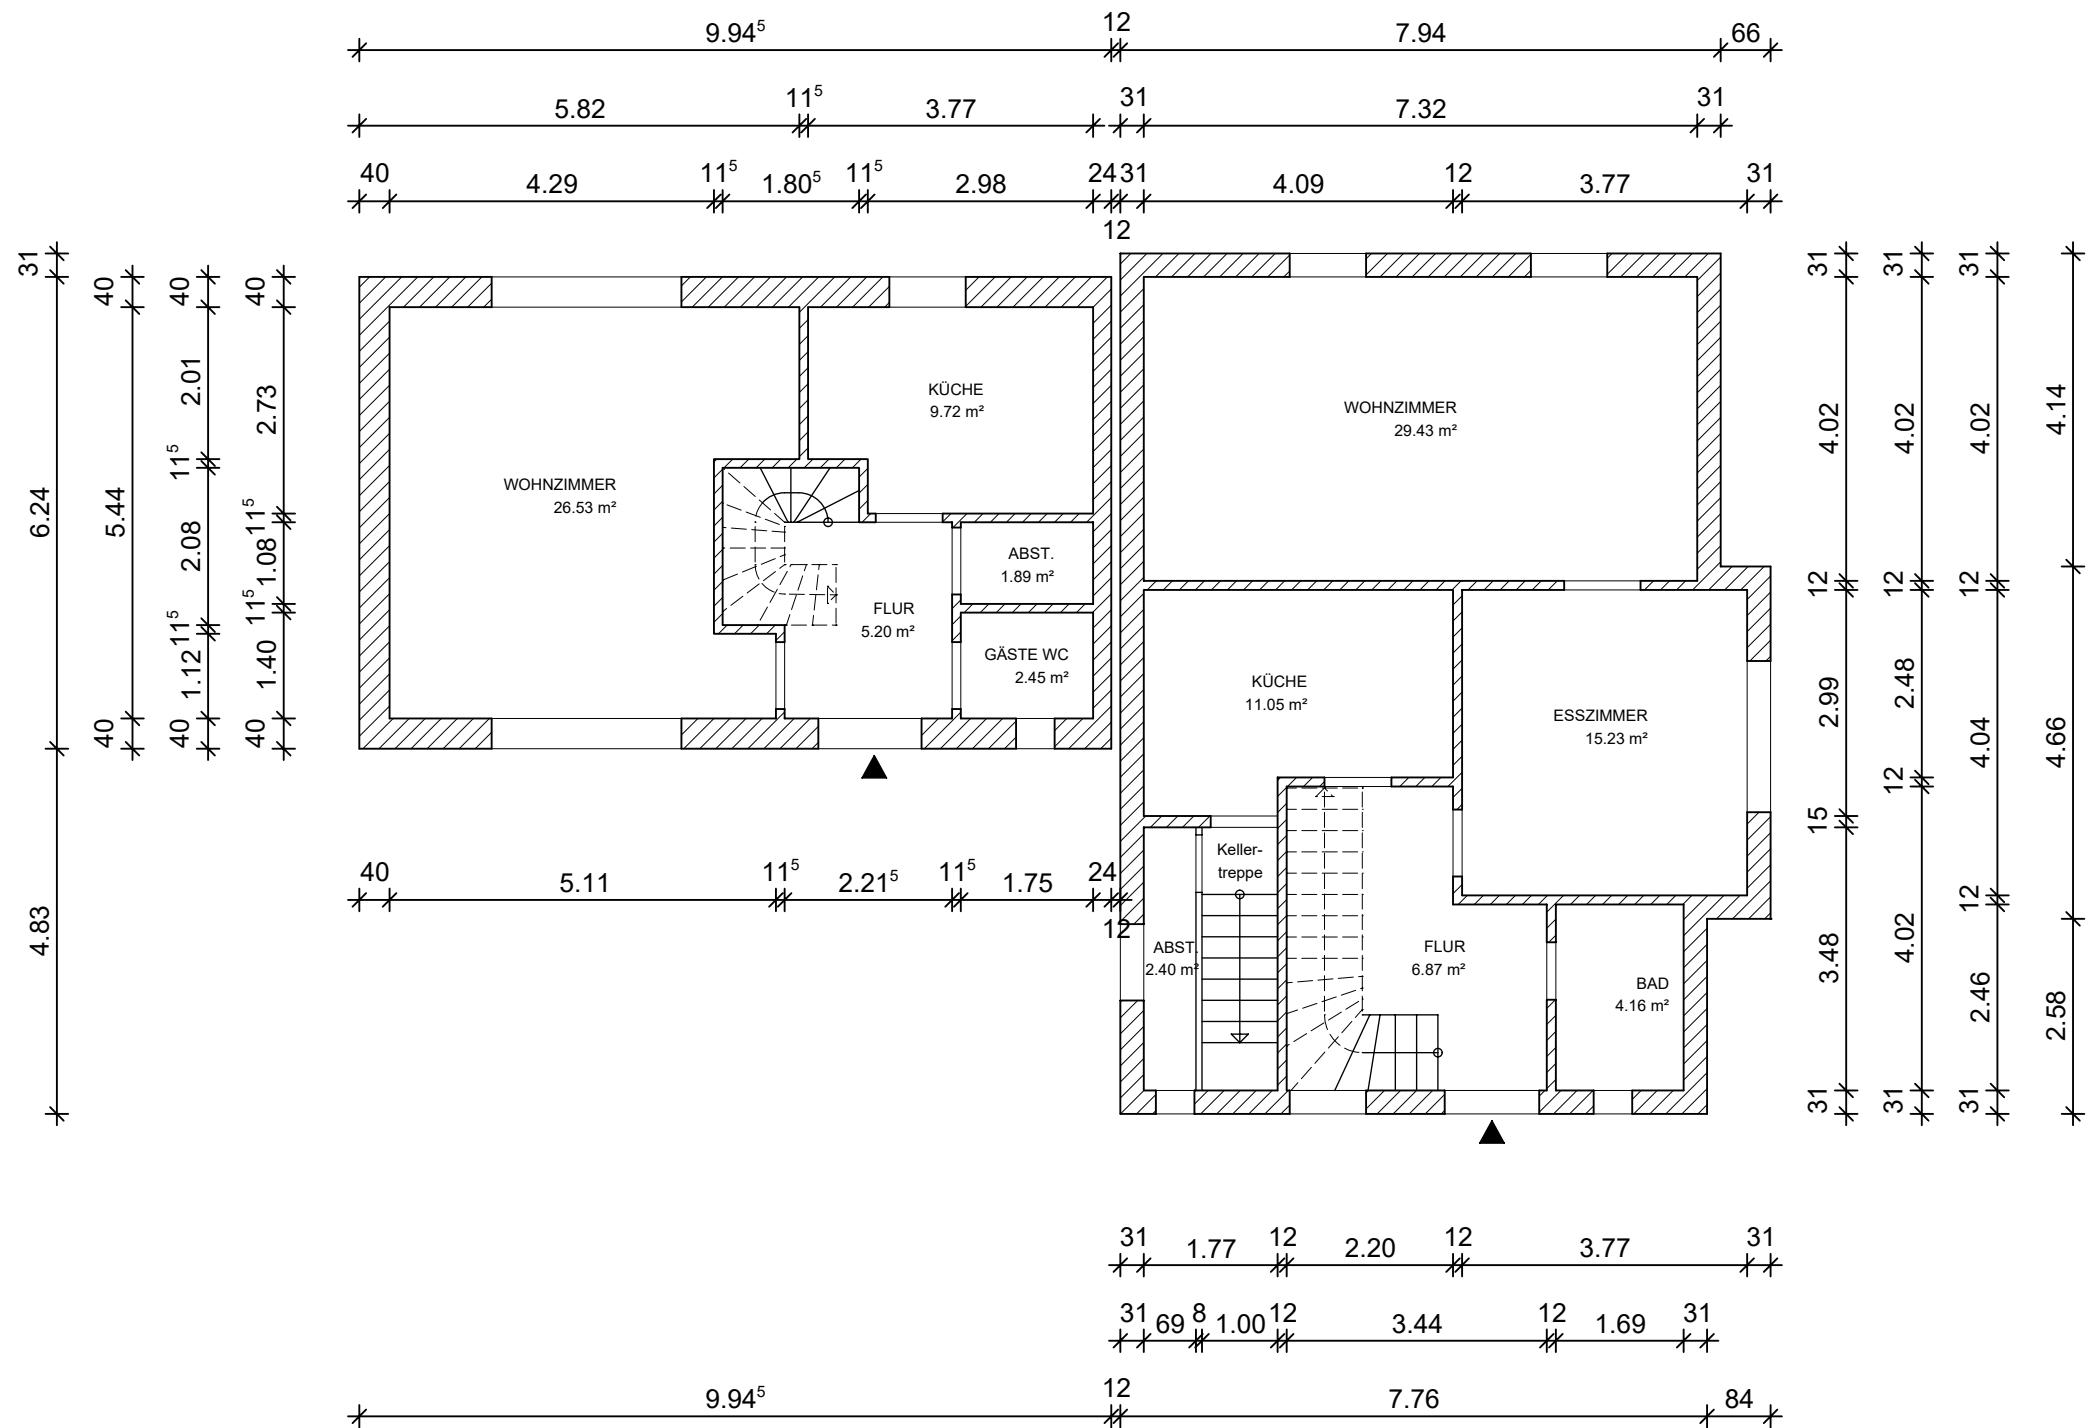 9.94⁵ 12 7.94 66
5.82 11⁵ 3.77 31 7.32 31
40 4.29 11⁵ 1.80⁵ 11⁵ 2.98 24 31 4.09 12 3.77 31
12
31 6.24 4.83
40 5.44 40
40 2.01 11⁵ 2.08 11⁵ 1.12 40
40 2.73 11⁵ 1.08 11⁵ 1.40 40
WOHNZIMMER
26.53 m²
KÜCHE
9.72 m²
ABST.
1.89 m²
FLUR
5.20 m²
GÄSTE WC
2.45 m²
40 5.11 11⁵ 2.21⁵ 11⁵ 1.75 24
12
WOHNZIMMER
29.43 m²
KÜCHE
11.05 m²
ESSZIMMER
15.23 m²
Keller-
treppe
ABST.
2.40 m²
FLUR
6.87 m²
BAD
4.16 m²
31 4.02 12 2.99 15 3.48 31
31 4.02 12 2.48 12 4.02 31
31 4.02 12 4.04 12 2.46 31
4.14 4.66 2.58
31 1.77 12 2.20 12 3.77 31
31 69 8 1.00 12 3.44 12 1.69 31
9.94⁵ 12 7.76 84